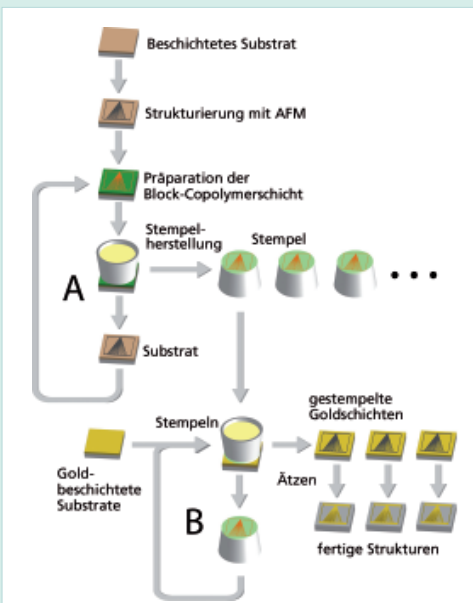 Beschichtetes Substrat
Strukturierung mit AFM
Präparation der
Block-Copolymerschicht
Stempel-
herstellung
Stempel
A
Substrat
Stempeln
gestempelte
Goldschichten
Gold-
beschichtete
Substrate
Ätzen
B
fertige Strukturen